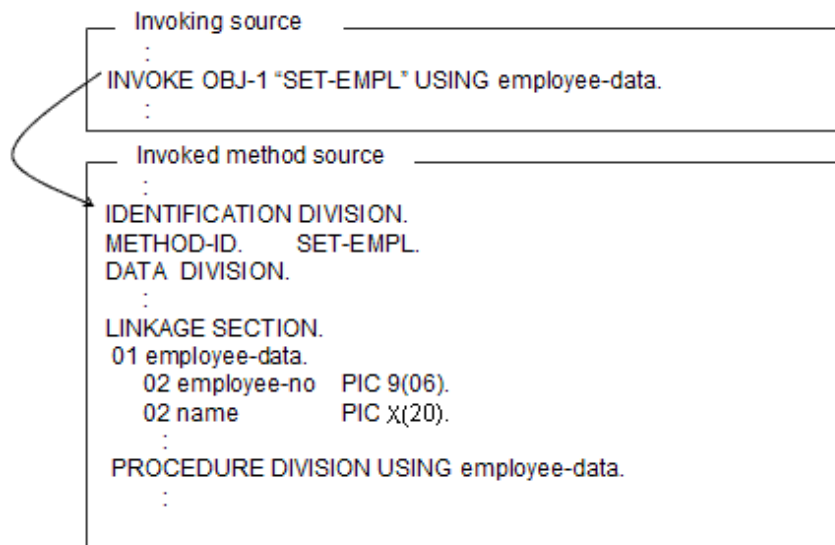 Invoking source
:
INVOKE OBJ-1 “SET-EMPL” USING employee-data.
:
Invoked method source
:
IDENTIFICATION DIVISION.
METHOD-ID. SET-EMPL.
DATA DIVISION.
:
LINKAGE SECTION.
01 employee-data.
02 employee-no PIC 9(06).
02 name PIC X(20).
:
PROCEDURE DIVISION USING employee-data.
: